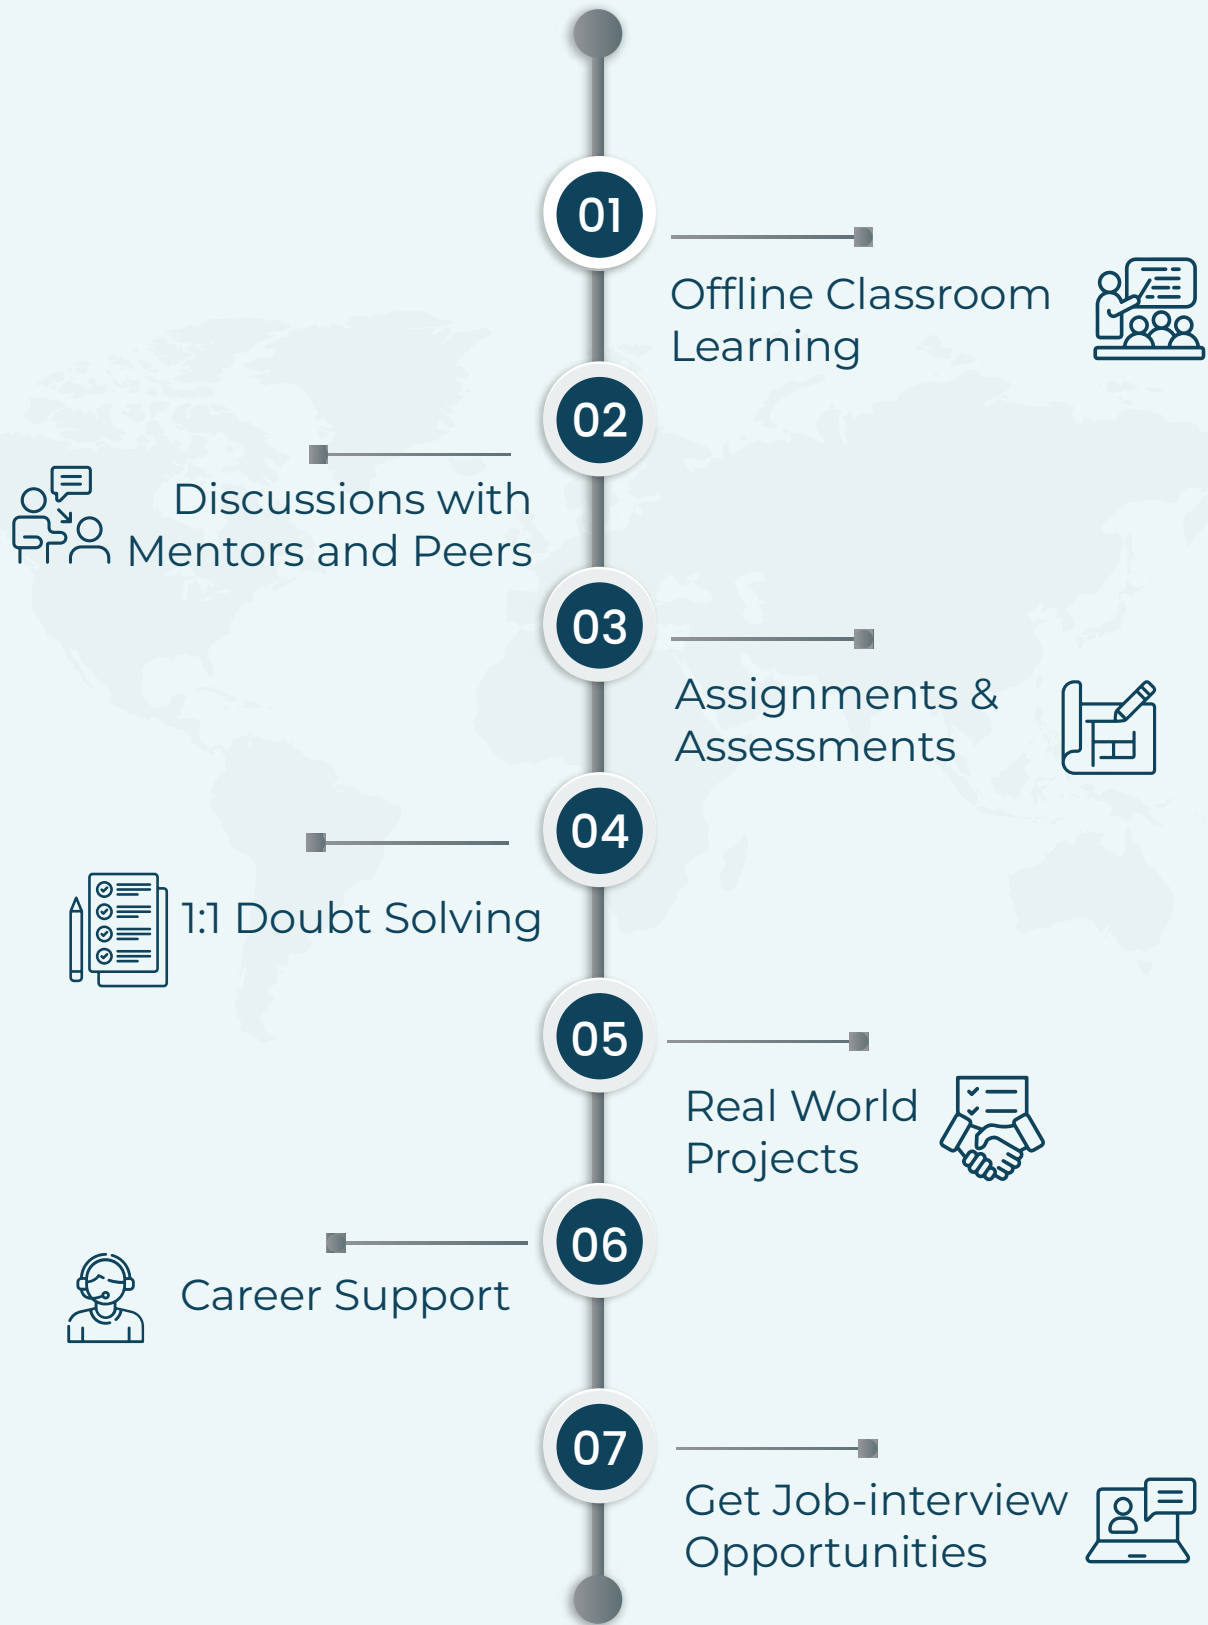 01
Offline Classroom
Learning
02
Discussions with
Mentors and Peers
03
Assignments &
Assessments
04
1:1 Doubt Solving
05
Real World
Projects
06
Career Support
07
Get Job-interview
Opportunities